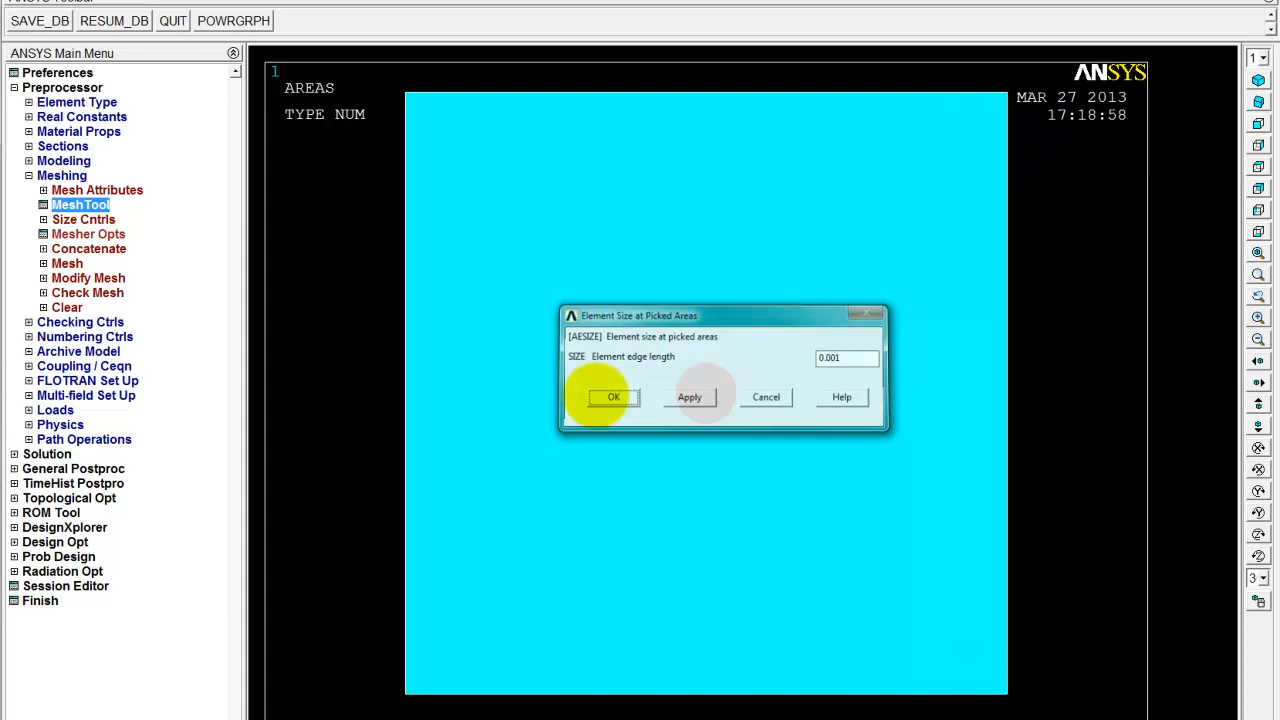 SAVE_DB RESUM_DB QUIT POWRGRPH
ANSYS Main Menu
Preferences
Preprocessor
Element Type
Real Constants
Material Props
Sections
Modeling
Meshing
Mesh Attributes
MeshTool
Size Cntrls
Mesher Opts
Concatenate
Mesh
Modify Mesh
Check Mesh
Clear
Checking Ctrls
Numbering Ctrls
Archive Model
Coupling / Ceqn
FLOTRAN Set Up
Multi-field Set Up
Loads
Physics
Path Operations
Solution
General Postproc
TimeHist Postpro
Topological Opt
ROM Tool
DesignXplorer
Design Opt
Prob Design
Radiation Opt
Session Editor
Finish
1
AREAS
TYPE NUM
ANSYS
MAR 27 2013
17:18:58
Element Size at Picked Areas
[AESIZE] Element size at picked areas
SIZE Element edge length 0.001
OK Apply Cancel Help
1
3